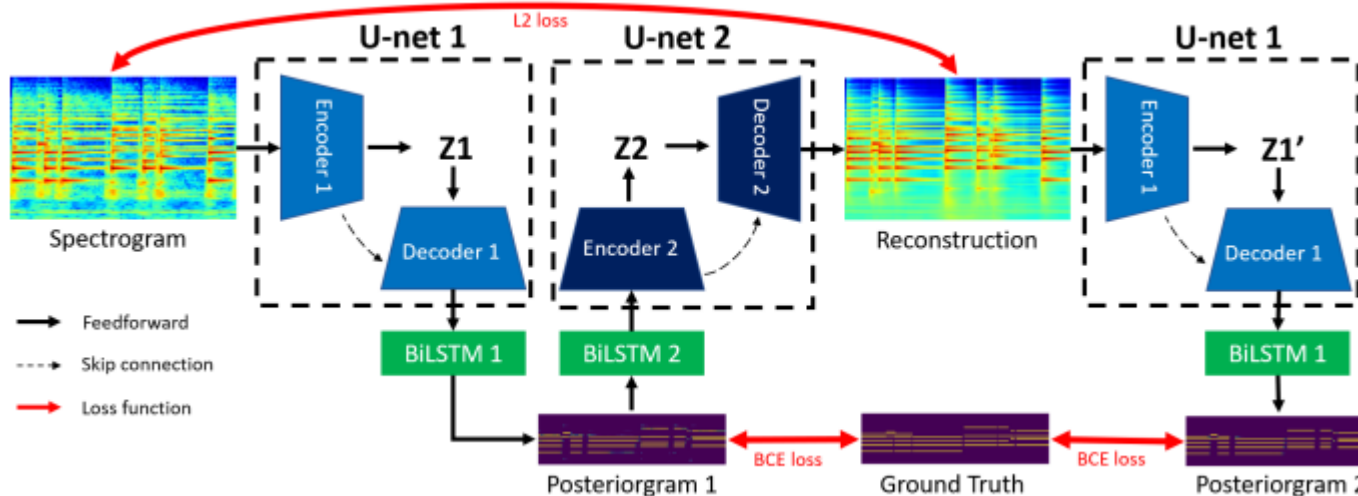 L2 loss
U-net 1
U-net 2
U-net 1
Encoder 1
Z1
Decoder 1
Z2
Encoder 2
Decoder 2
Encoder 1
Z1’
Decoder 1
Spectrogram
Reconstruction
Feedforward
Skip connection
Loss function
BiLSTM 1
BiLSTM 2
BiLSTM 1
BCE loss
BCE loss
Posteriorgram 1
Ground Truth
Posteriorgram 2